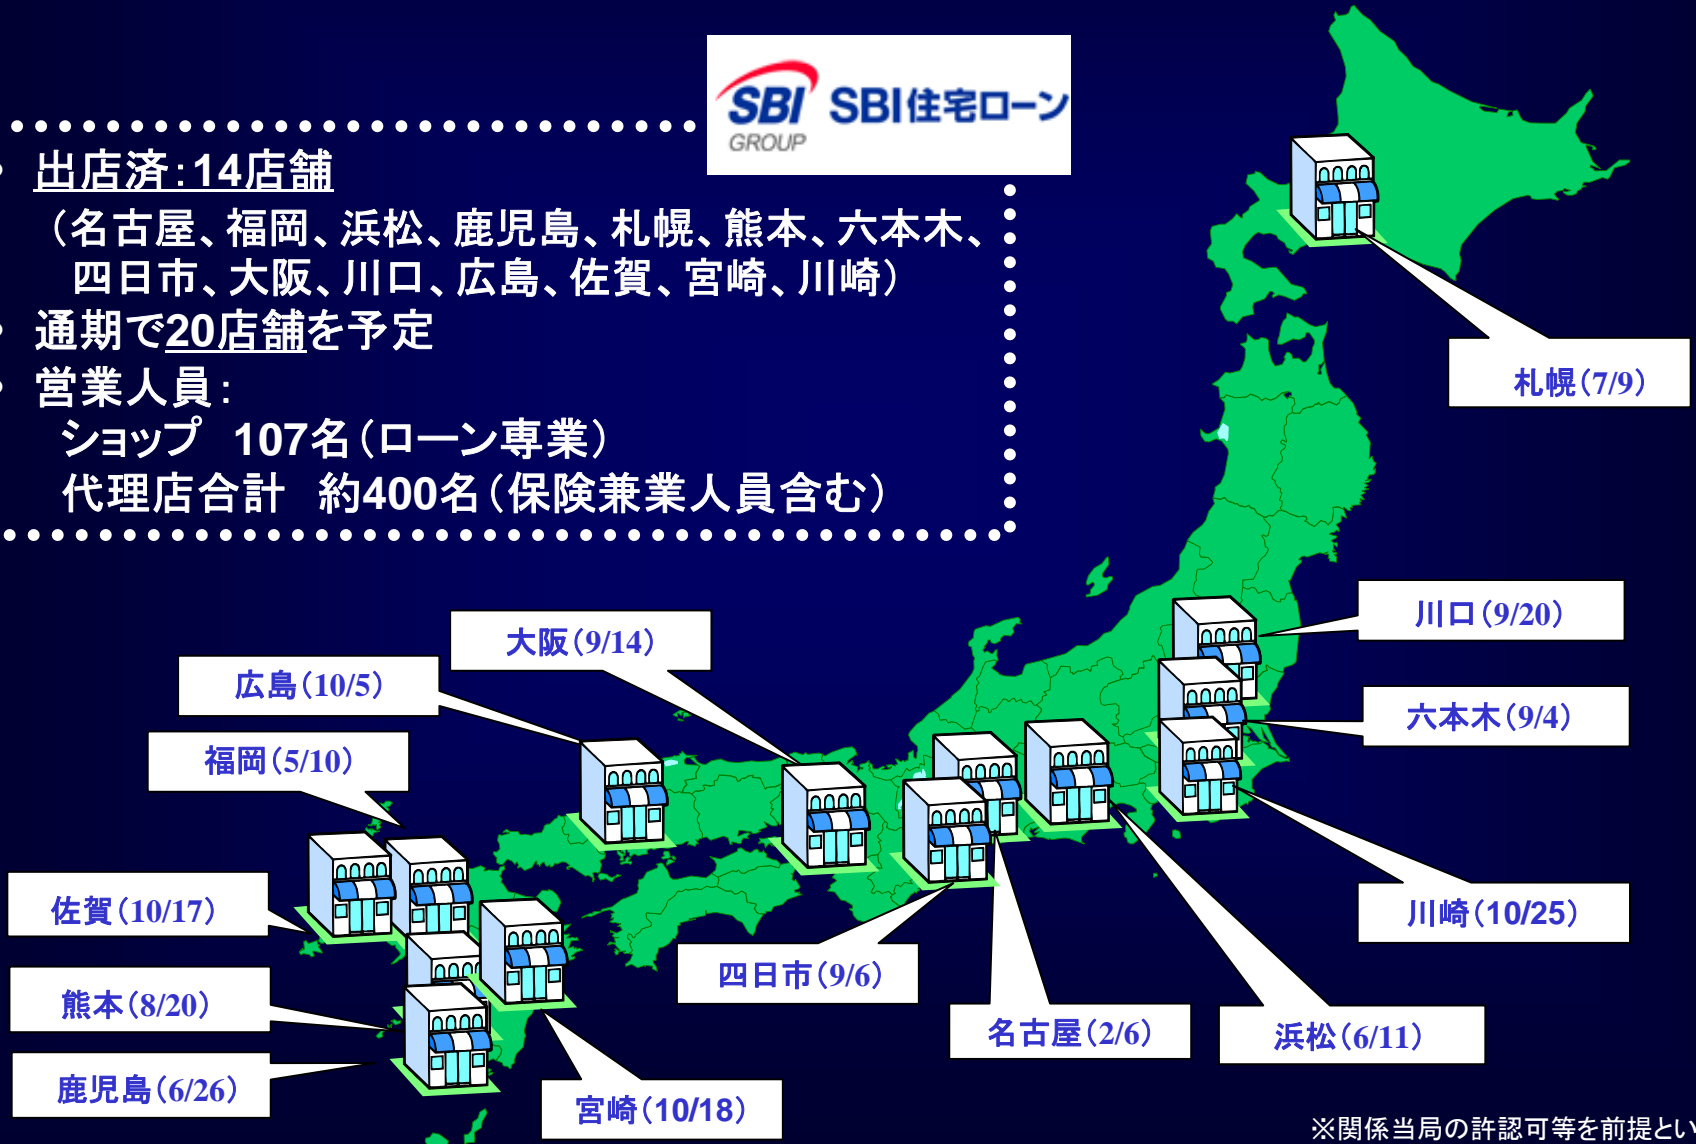 SBI GROUP SBI住宅ローン
・ 出店済：14店舗
（名古屋、福岡、浜松、鹿児島、札幌、熊本、六本木、
四日市、大阪、川口、広島、佐賀、宮崎、川崎）
・ 通期で20店舗を予定
・ 営業人員：
ショップ 107名（ローン専業）
代理店合計 約400名（保険兼業人員含む）
札幌（7/9）
川口（9/20）
大阪（9/14）
広島（10/5）
六本木（9/4）
福岡（5/10）
佐賀（10/17）
川崎（10/25）
四日市（9/6）
熊本（8/20）
名古屋（2/6）
浜松（6/11）
鹿児島（6/26）
宮崎（10/18）
※関係当局の許認可等を前提とい